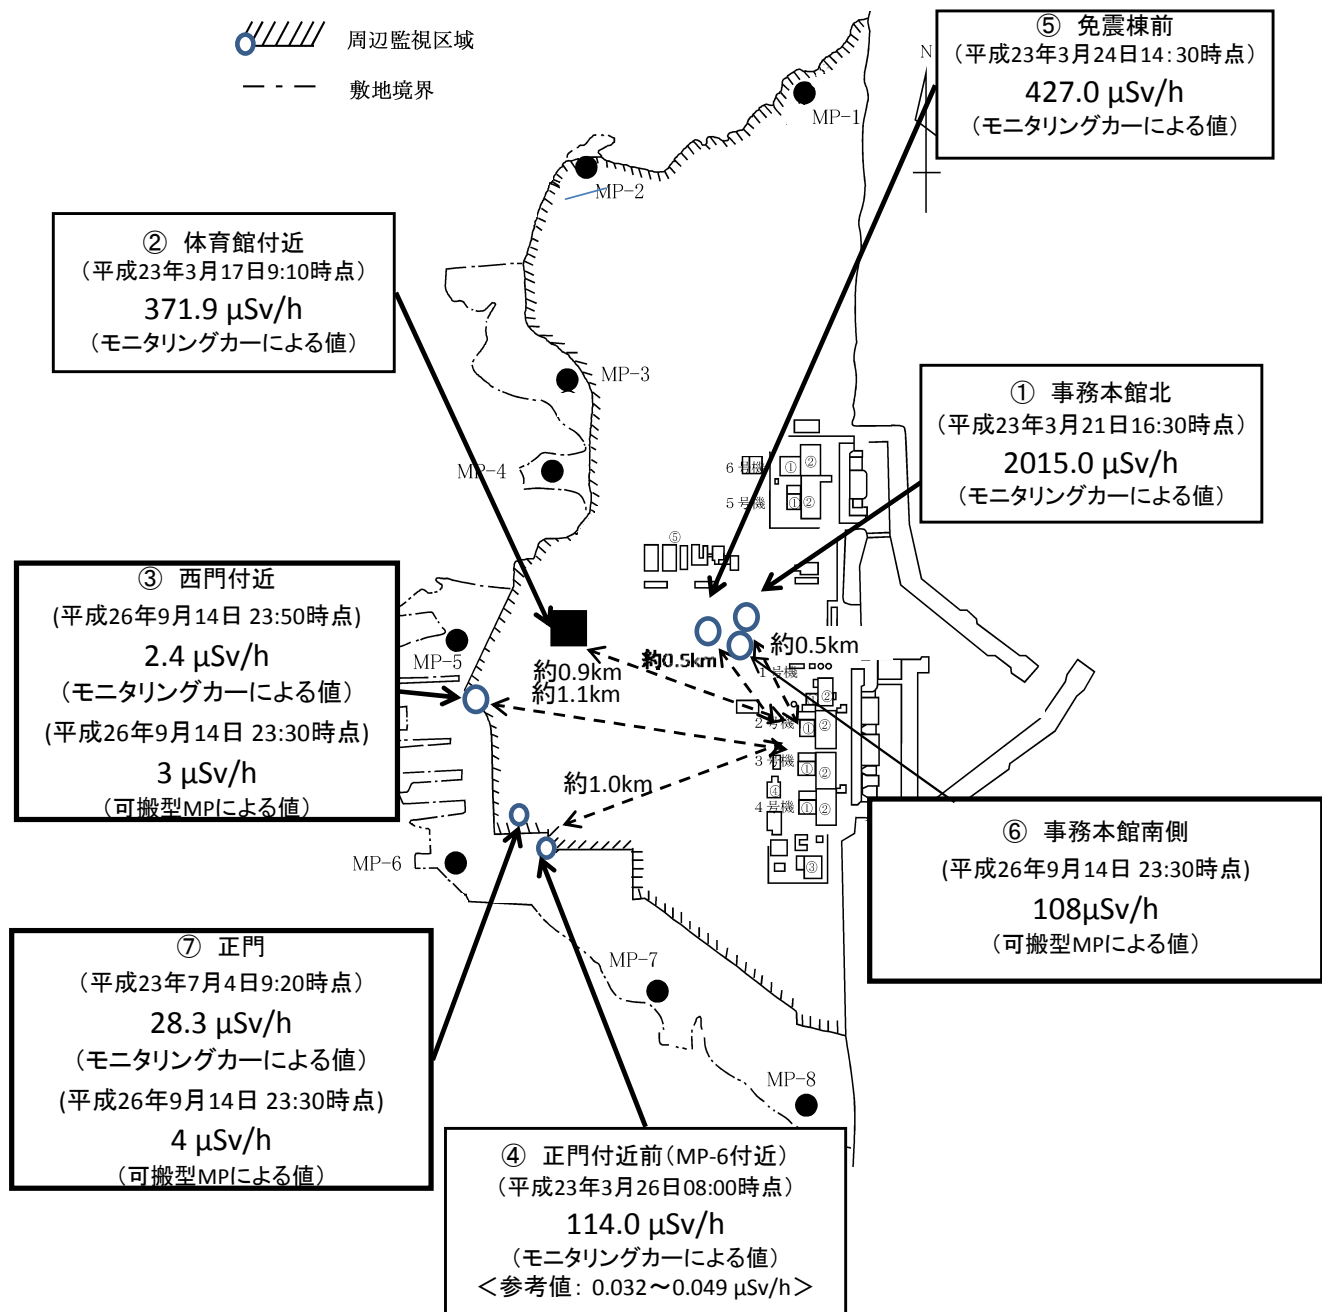 周辺監視区域
敷地境界
⑤ 免震棟前
（平成23年3月24日14:30時点）
427.0 μSv/h
（モニタリングカーによる値）
N
MP-1
MP-2
② 体育館付近
（平成23年3月17日9:10時点）
371.9 μSv/h
（モニタリングカーによる値）
MP-3
MP-4
① 事務本館北
（平成23年3月21日16:30時点）
2015.0 μSv/h
（モニタリングカーによる値）
6号機
①
②
5号機
①
②
⑤
③ 西門付近
(平成26年9月14日 23:50時点)
2.4 μSv/h
（モニタリングカーによる値）
(平成26年9月14日 23:30時点)
3 μSv/h
（可搬型MPによる値）
MP-5
約0.9km
約1.1km
約0.5km
約0.5km
1号機
②
2号機
①
②
3号機
①
②
④
4号機
①
②
③
約1.0km
MP-6
⑥ 事務本館南側
(平成26年9月14日 23:30時点)
108μSv/h
（可搬型MPによる値）
⑦ 正門
（平成23年7月4日9:20時点）
28.3 μSv/h
（モニタリングカーによる値）
(平成26年9月14日 23:30時点)
4 μSv/h
（可搬型MPによる値）
MP-7
MP-8
④ 正門付近前（MP-6付近）
（平成23年3月26日08:00時点）
114.0 μSv/h
（モニタリングカーによる値）
＜参考値：0.032～0.049 μSv/h＞